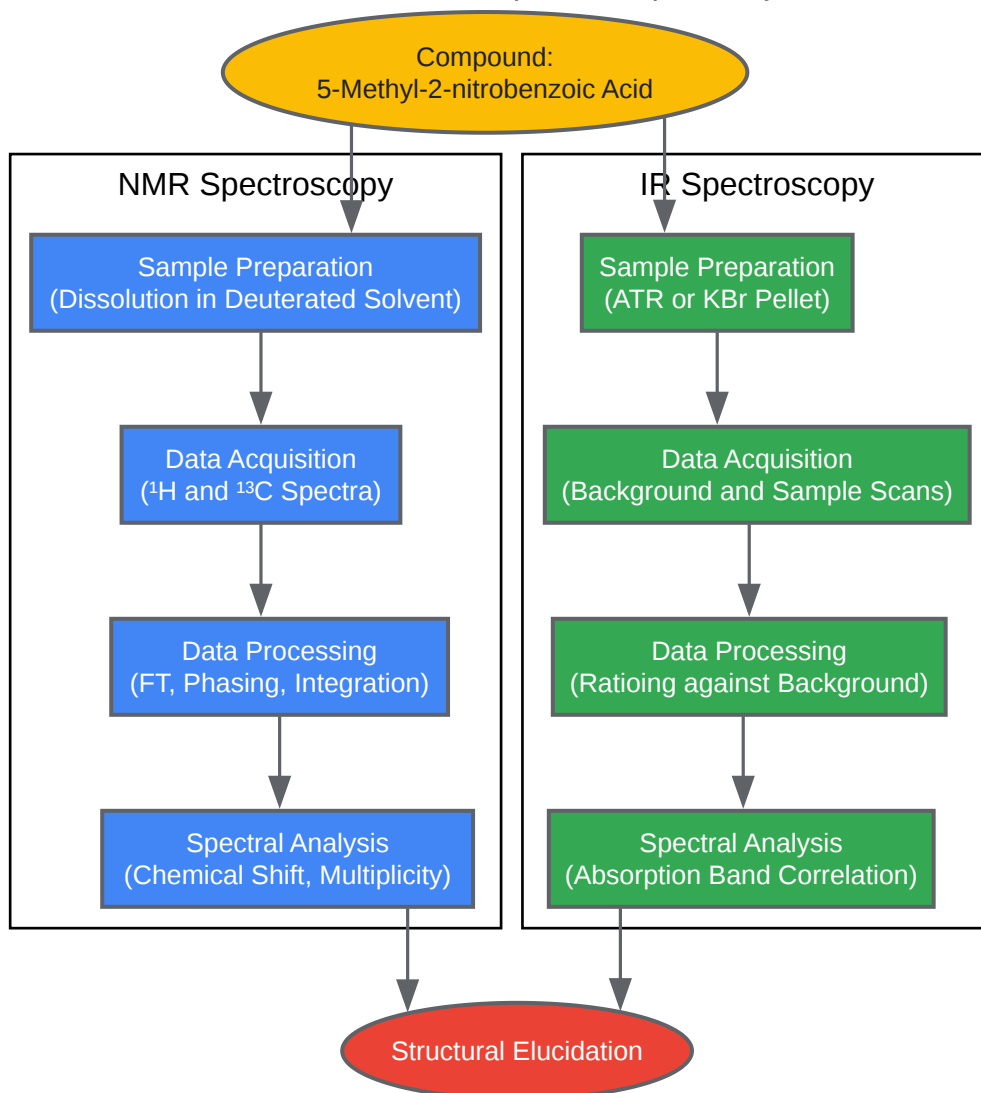 Compound:
5-Methyl-2-nitrobenzoic Acid
NMR Spectroscopy
Sample Preparation
(Dissolution in Deuterated Solvent)
Data Acquisition
(¹H and ¹³C Spectra)
Data Processing
(FT, Phasing, Integration)
Spectral Analysis
(Chemical Shift, Multiplicity)
IR Spectroscopy
Sample Preparation
(ATR or KBr Pellet)
Data Acquisition
(Background and Sample Scans)
Data Processing
(Ratioing against Background)
Spectral Analysis
(Absorption Band Correlation)
Structural Elucidation